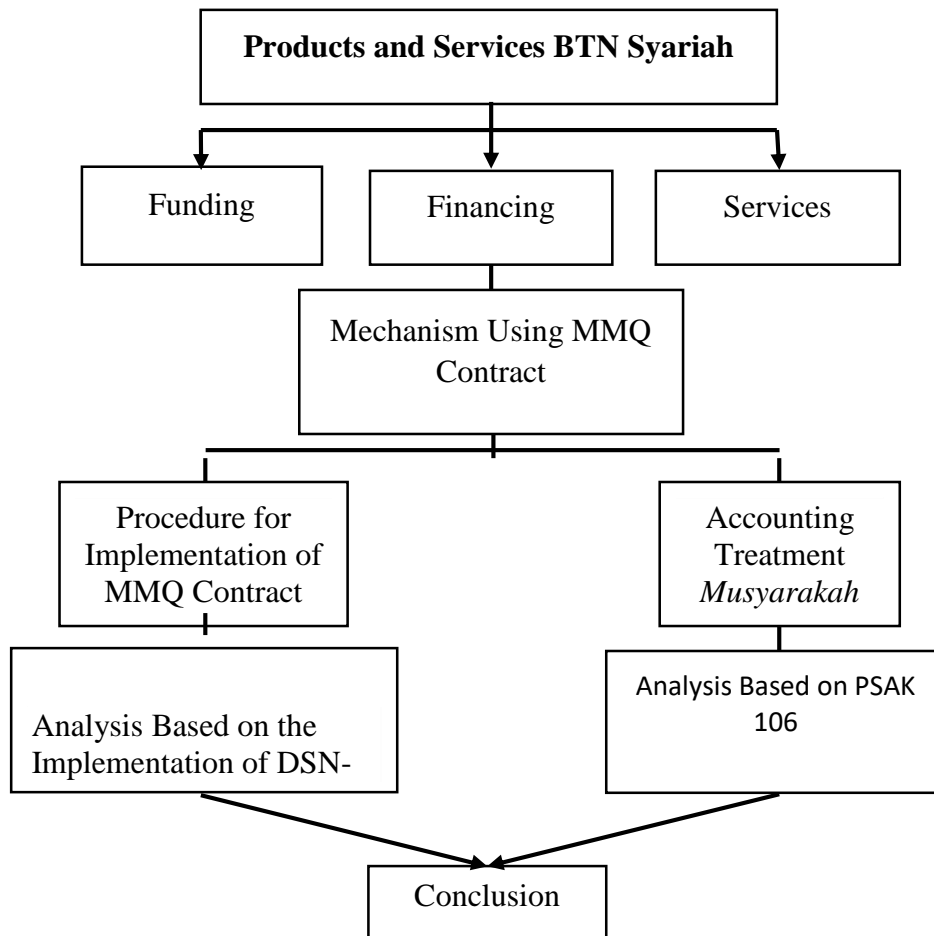 Products and Services BTN Syariah
Funding
Financing
Services
Mechanism Using MMQ
Contract
Procedure for
Implementation of
MMQ Contract
Accounting
Treatment
Musyarakah
Analysis Based on the
Implementation of DSN-
Analysis Based on PSAK
106
Conclusion